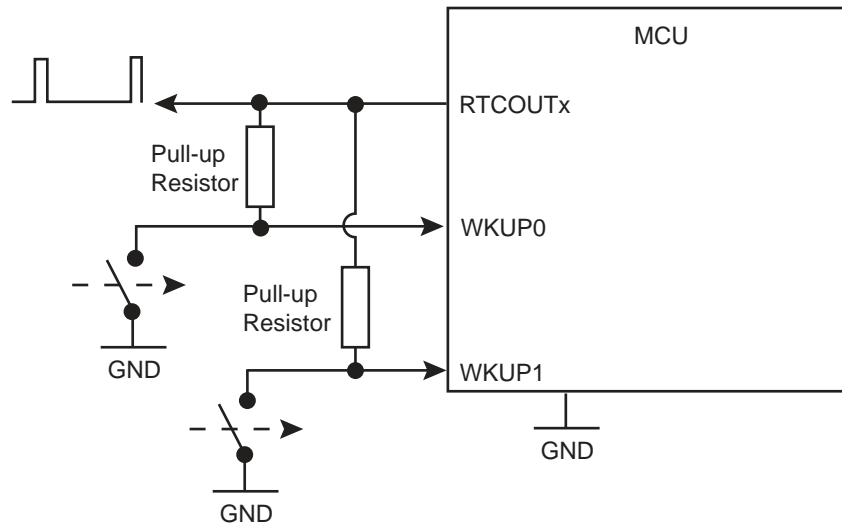 MCU
RTCOUTx
Pull-up
Resistor
WKUP0
Pull-up
Resistor
GND
WKUP1
GND
GND